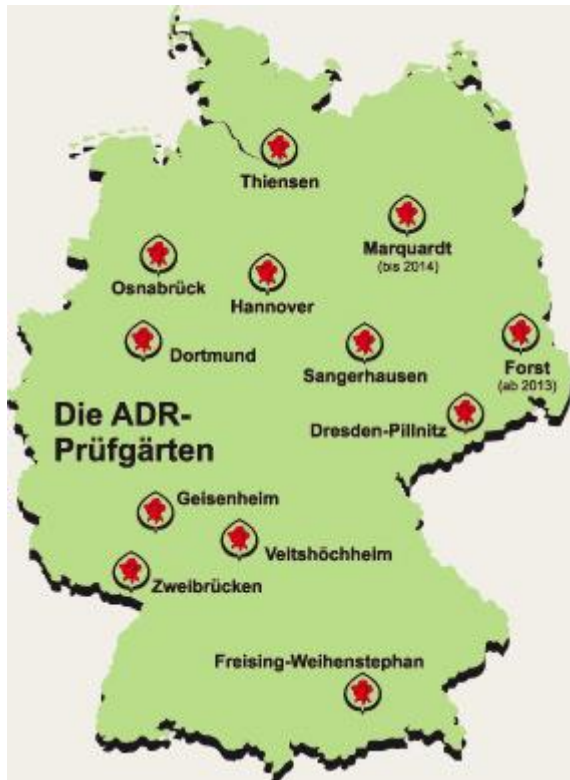 Thiensen
Marquardt
(bis 2014)
Osnabrück
Hannover
Dortmund
Sangerhausen
Forst
(ab 2013)
Die ADR-
Prüfgärten
Dresden-Pillnitz
Geisenheim
Veitshöchheim
Zweibrücken
Freising-Weihenstephan